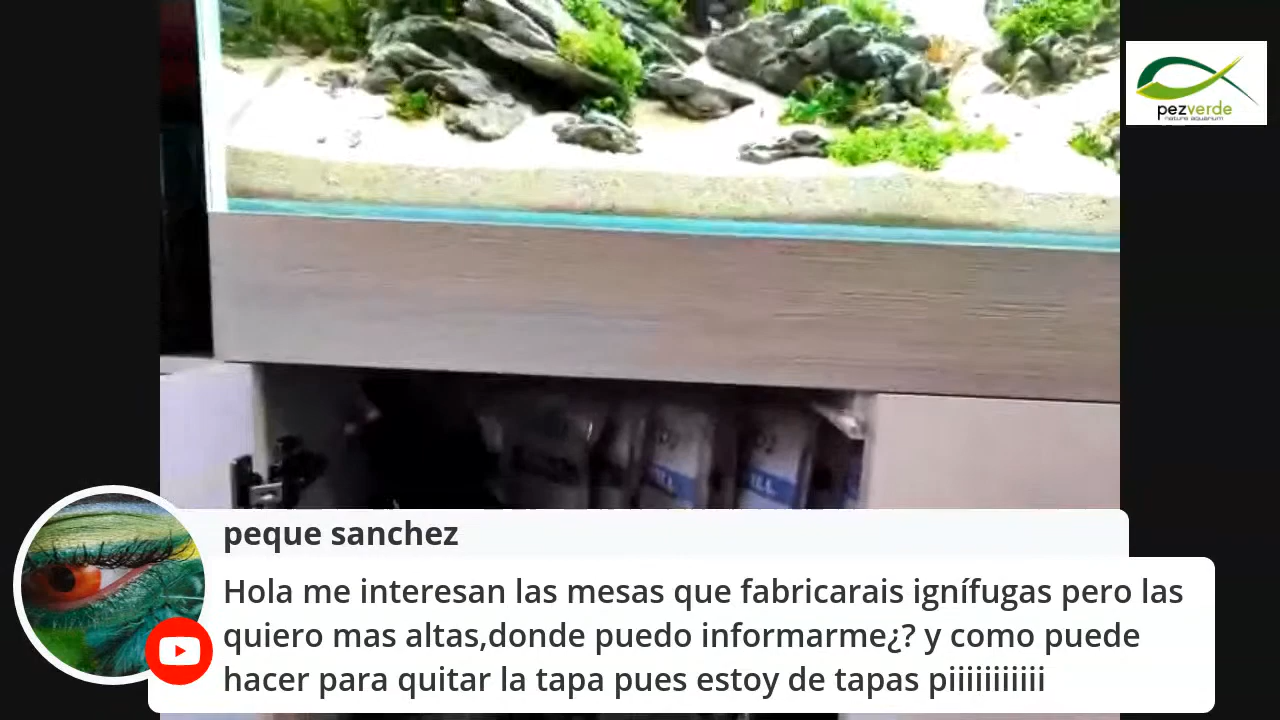 pezverde
nature aquarium
peque sanchez
Hola me interesan las mesas que fabricarais ignífugas pero las
quiero mas altas,donde puedo informarme¿? y como puede
hacer para quitar la tapa pues estoy de tapas piiiiiiiiiii